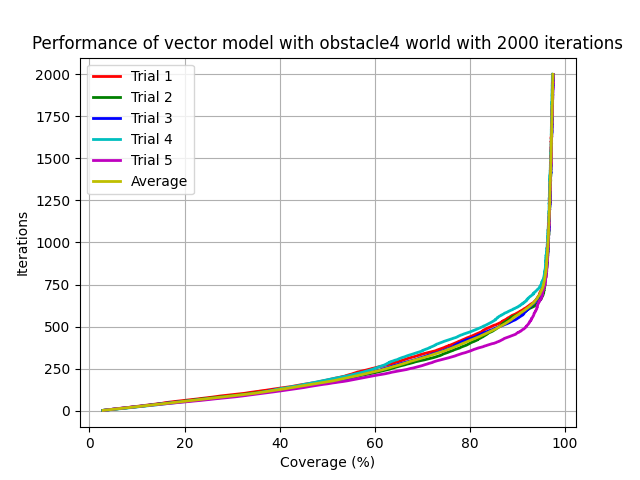 Performance of vector model with obstacle4 world with 2000 iterations
2000
1750
1500
1250
1000
750
500
250
0
Iterations
Trial 1
Trial 2
Trial 3
Trial 4
Trial 5
Average
0 20 40 60 80 100
Coverage (%)